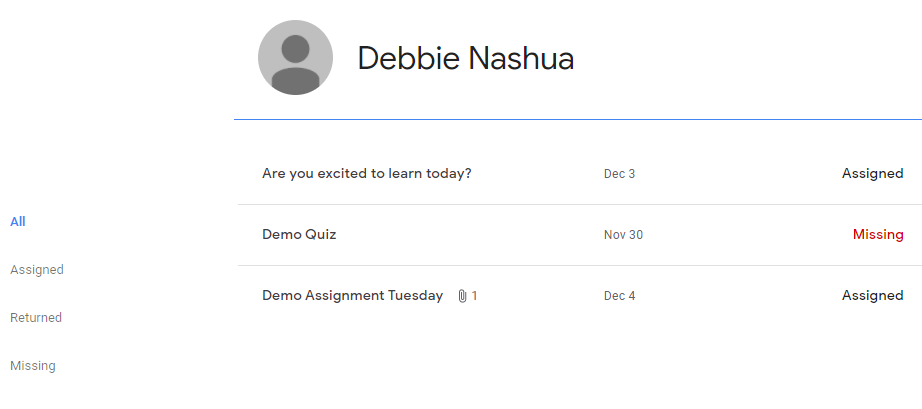 Debbie Nashua
Are you excited to learn today? Dec 3 Assigned
All
Demo Quiz Nov 30 Missing
Assigned
Demo Assignment Tuesday 1 Dec 4 Assigned
Returned
Missing